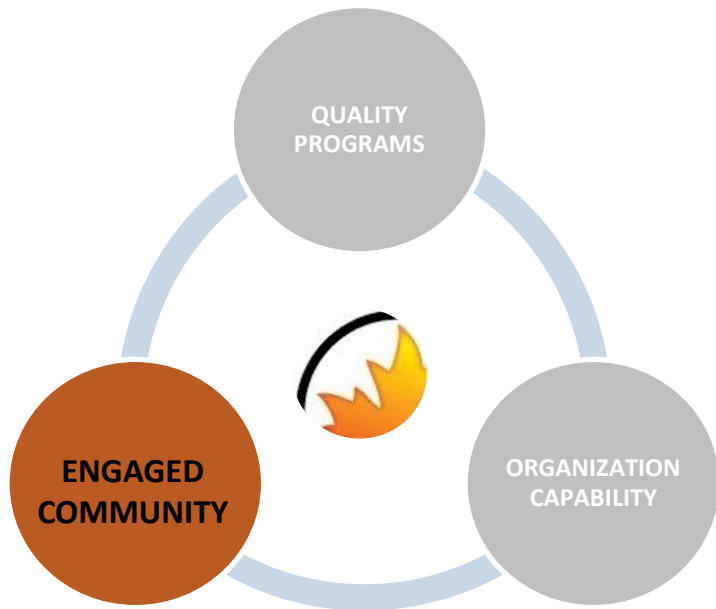 QUALITY
PROGRAMS
ENGAGED
COMMUNITY
ORGANIZATION
CAPABILITY